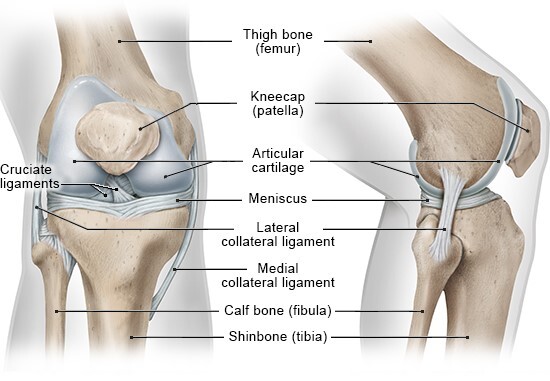 Thigh bone
(femur)
Kneecap
(patella)
Articular
cartilage
Cruciate
ligaments
Meniscus
Lateral
collateral ligament
Medial
collateral ligament
Calf bone (fibula)
Shinbone (tibia)